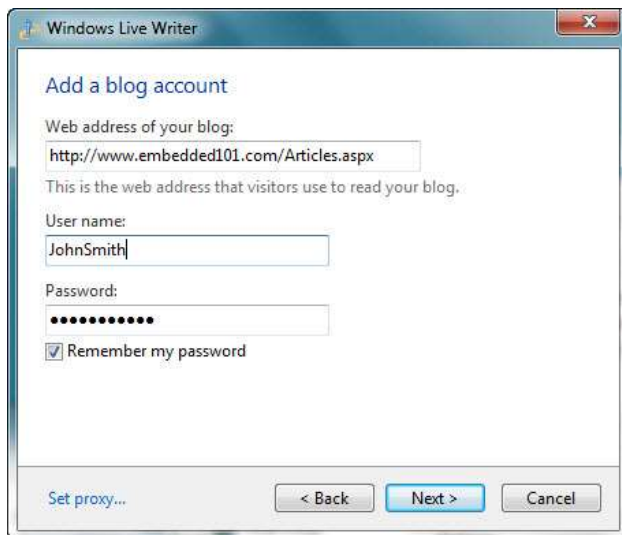 Windows Live Writer
Add a blog account
Web address of your blog:
http://www.embedded101.com/Articles.aspx
This is the web address that visitors use to read your blog.
User name:
JohnSmith
Password:
•••••••••••
Remember my password
Set proxy...
< Back
Next >
Cancel